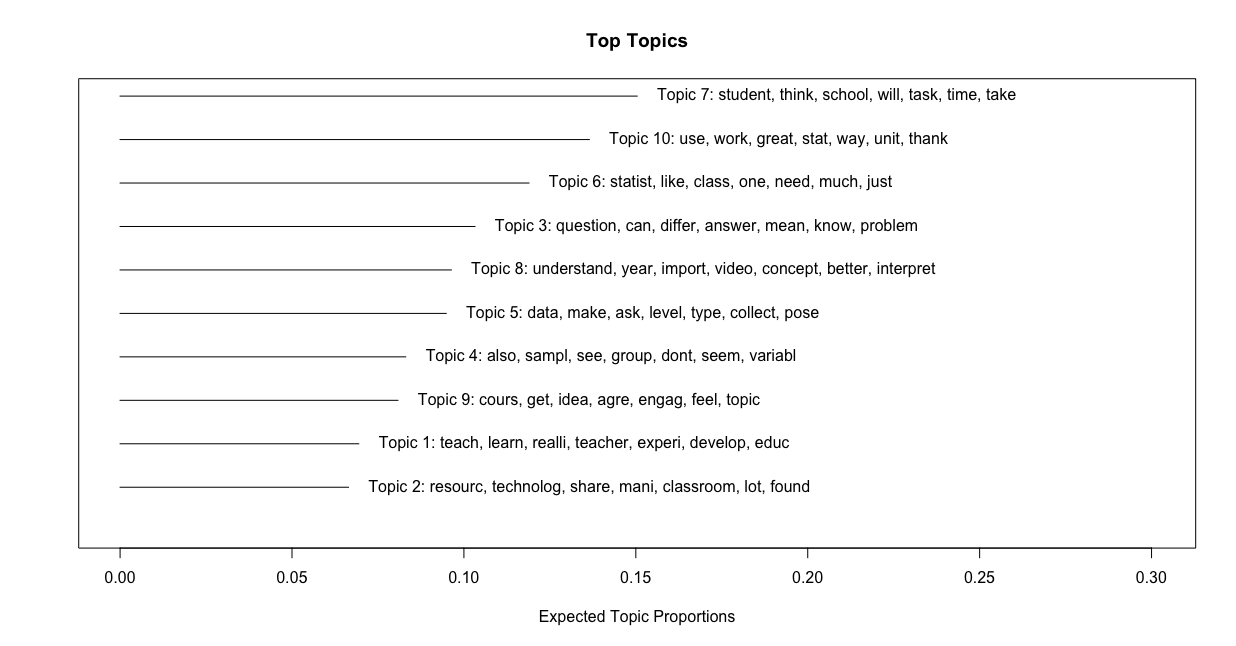 Top Topics
Topic 7: student, think, school, will, task, time, take
Topic 10: use, work, great, stat, way, unit, thank
Topic 6: statist, like, class, one, need, much, just
Topic 3: question, can, differ, answer, mean, know, problem
Topic 8: understand, year, import, video, concept, better, interpret
Topic 5: data, make, ask, level, type, collect, pose
Topic 4: also, sampl, see, group, dont, seem, variabl
Topic 9: cours, get, idea, agre, engag, feel, topic
Topic 1: teach, learn, realli, teacher, experi, develop, educ
Topic 2: resourc, technolog, share, mani, classroom, lot, found
0.00 0.05 0.10 0.15 0.20 0.25 0.30
Expected Topic Proportions